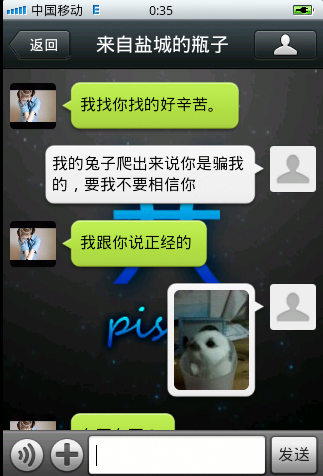 中国移动 E 0:35
返回 来自盐城的瓶子
我找你找的好辛苦。
我的兔子爬出来说你是骗我
的，要我不要相信你
我跟你说正经的
pis
发送